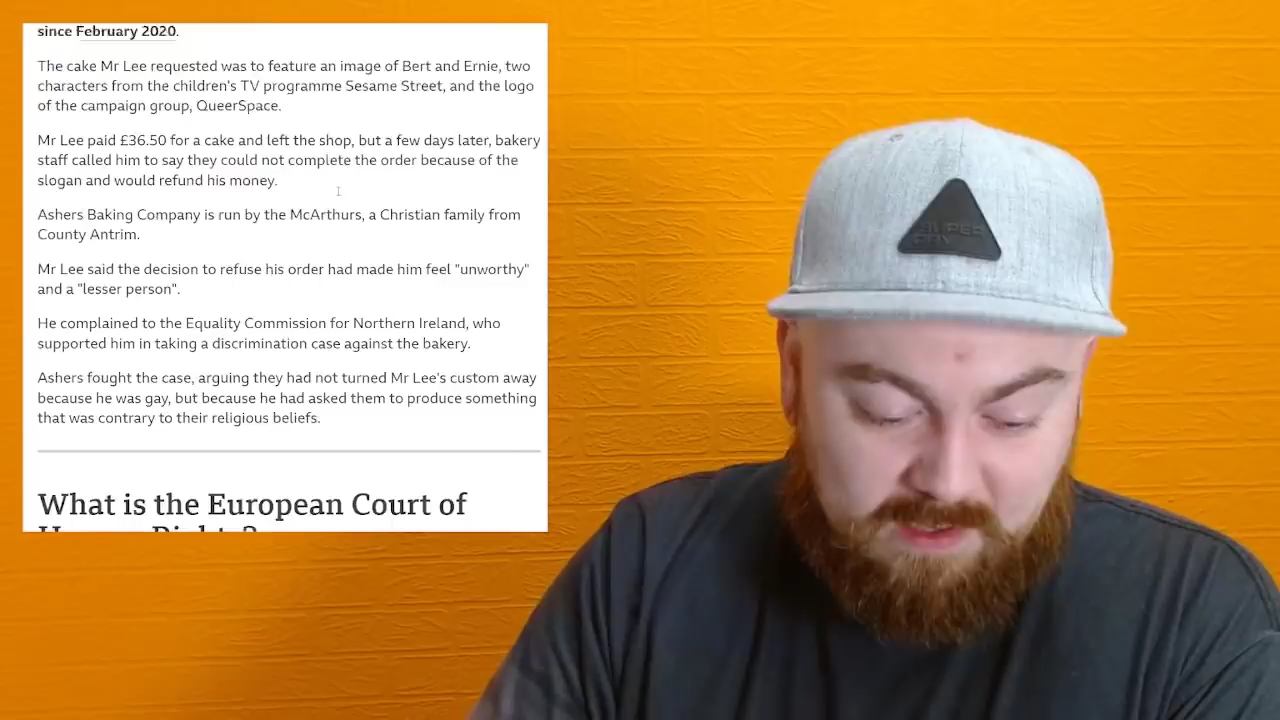 since February 2020.
The cake Mr Lee requested was to feature an image of Bert and Ernie, two
characters from the children's TV programme Sesame Street, and the logo
of the campaign group, QueerSpace.
Mr Lee paid £36.50 for a cake and left the shop, but a few days later, bakery
staff called him to say they could not complete the order because of the
slogan and would refund his money.
Ashers Baking Company is run by the McArthurs, a Christian family from
County Antrim.
Mr Lee said the decision to refuse his order had made him feel "unworthy"
and a "lesser person".
He complained to the Equality Commission for Northern Ireland, who
supported him in taking a discrimination case against the bakery.
Ashers fought the case, arguing they had not turned Mr Lee's custom away
because he was gay, but because he had asked them to produce something
that was contrary to their religious beliefs.
What is the European Court of
Human Rights?
SUPER
DRY